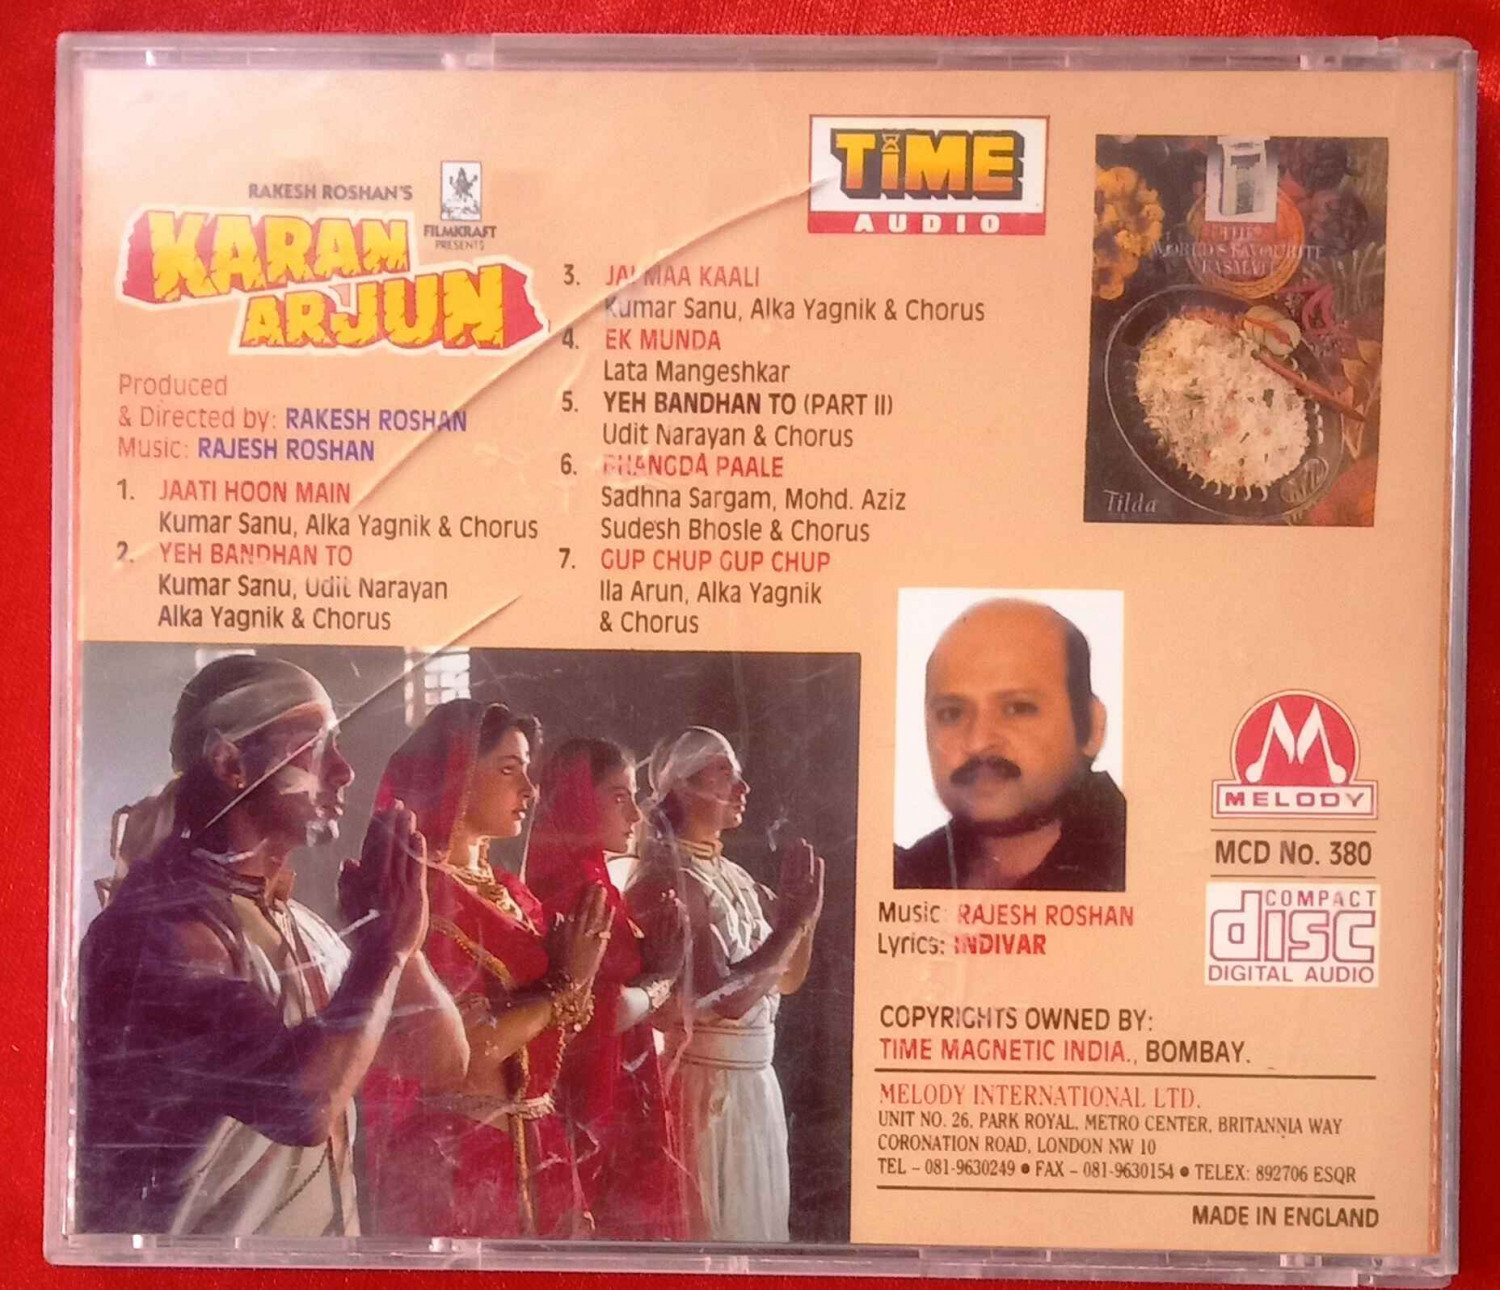 RAKESH ROSHAN'S
FILMKRAFT
PRESENTS
KARAN
ARJUN
Produced
& Directed by: RAKESH ROSHAN
Music: RAJESH ROSHAN
1. JAATI HOON MAIN
Kumar Sanu, Alka Yagnik & Chorus
2. YEH BANDHAN TO
Kumar Sanu, Udit Narayan
Alka Yagnik & Chorus
3. JAI MAA KAALI
Kumar Sanu, Alka Yagnik & Chorus
4. EK MUNDA
Lata Mangeshkar
5. YEH BANDHAN TO (PART II)
Udit Narayan & Chorus
6. BHANGDA PAALE
Sadhna Sargam, Mohd. Aziz
Sudesh Bhosle & Chorus
7. GUP CHUP GUP CHUP
Ila Arun, Alka Yagnik
& Chorus
TiME
AUDIO
THE
WORLD'S FAVOURITE
BASMATI
Tilda
Music: RAJESH ROSHAN
Lyrics: INDIVAR
M
MELODY
MCD No. 380
COMPACT
disc
DIGITAL AUDIO
COPYRIGHTS OWNED BY:
TIME MAGNETIC INDIA., BOMBAY.
MELODY INTERNATIONAL LTD.
UNIT NO. 26, PARK ROYAL, METRO CENTER, BRITANNIA WAY
CORONATION ROAD, LONDON NW 10
TEL – 081-9630249 ● FAX – 081-9630154 ● TELEX: 892706 ESQR
MADE IN ENGLAND